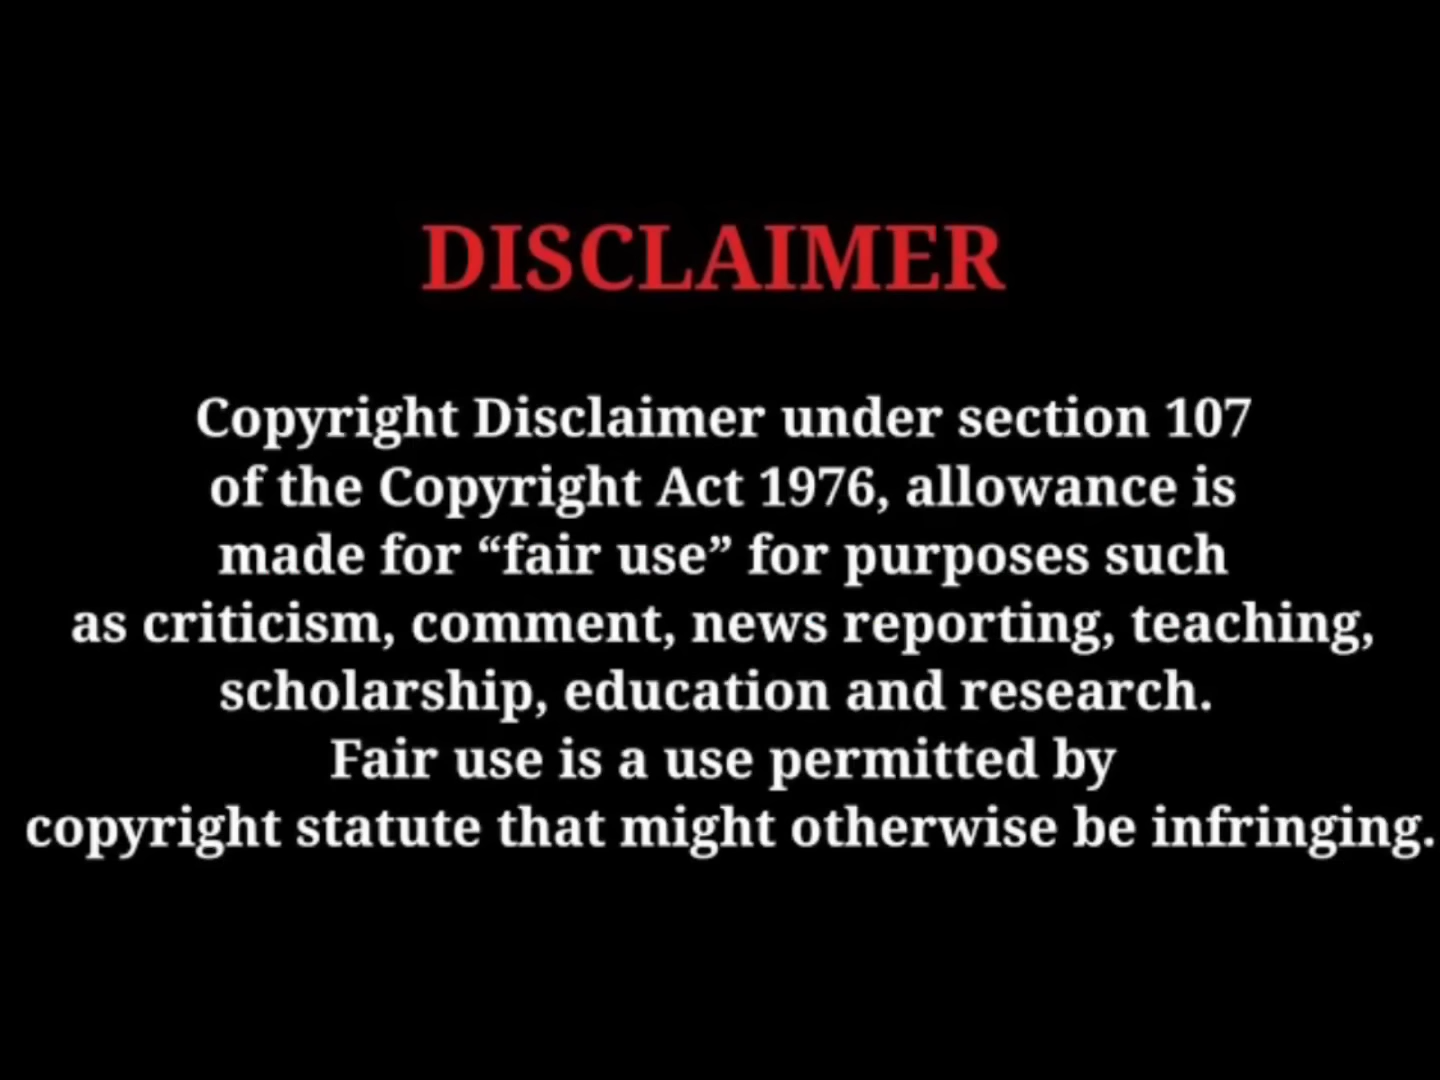 DISCLAIMER
Copyright Disclaimer under section 107
of the Copyright Act 1976, allowance is
made for “fair use” for purposes such
as criticism, comment, news reporting, teaching,
scholarship, education and research.
Fair use is a use permitted by
copyright statute that might otherwise be infringing.